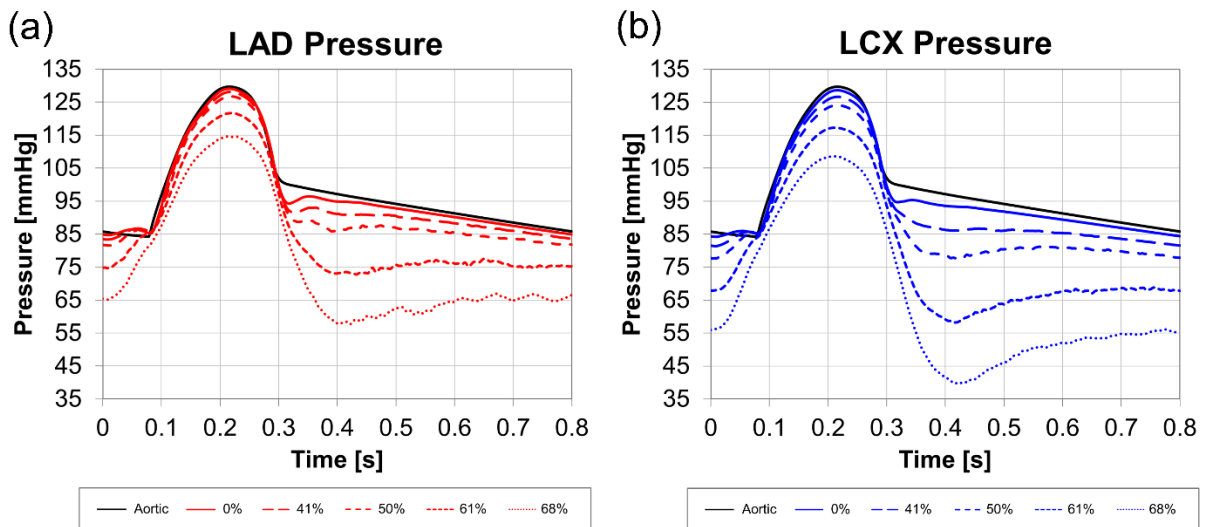 (a)
LAD Pressure
Pressure [mmHg]
135
125
115
105
95
85
75
65
55
45
35
0 0.1 0.2 0.3 0.4 0.5 0.6 0.7 0.8
Time [s]
Aortic 0% 41% 50% 61% 68%
(b)
LCX Pressure
Pressure [mmHg]
135
125
115
105
95
85
75
65
55
45
35
0 0.1 0.2 0.3 0.4 0.5 0.6 0.7 0.8
Time [s]
Aortic 0% 41% 50% 61% 68%